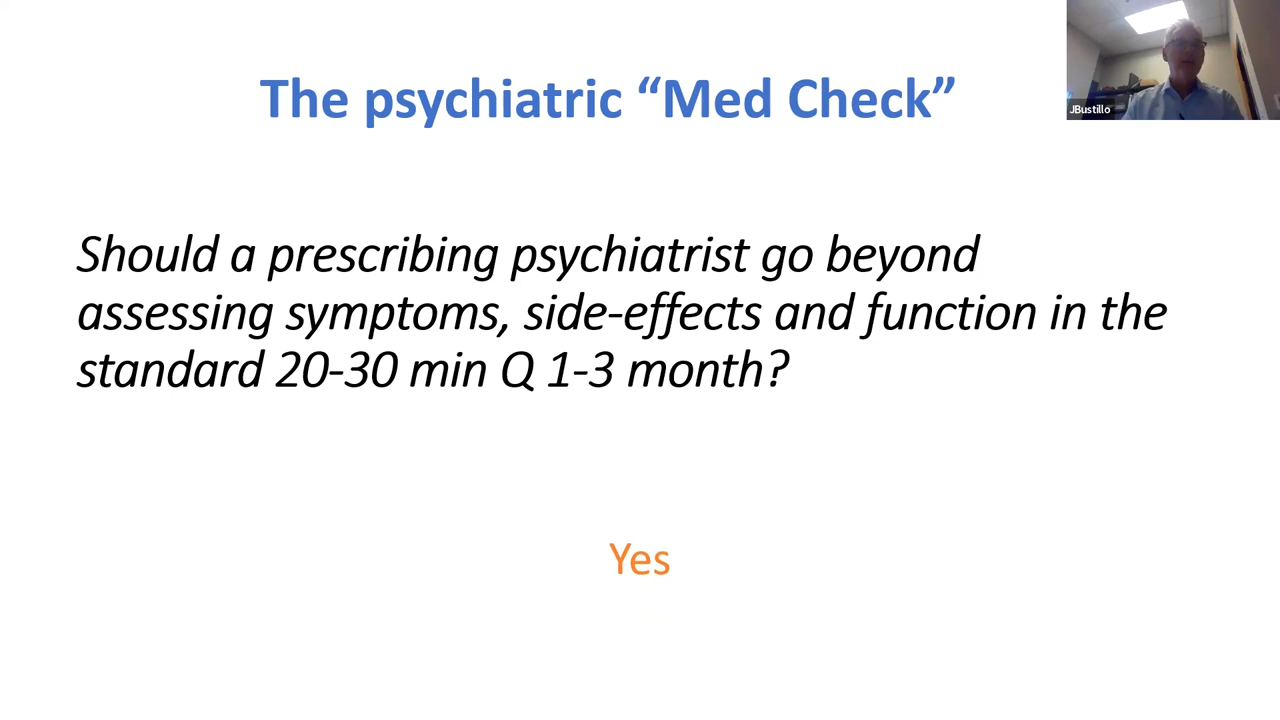 The psychiatric “Med Check”
JBustillo
Should a prescribing psychiatrist go beyond
assessing symptoms, side-effects and function in the
standard 20-30 min Q 1-3 month?
Yes